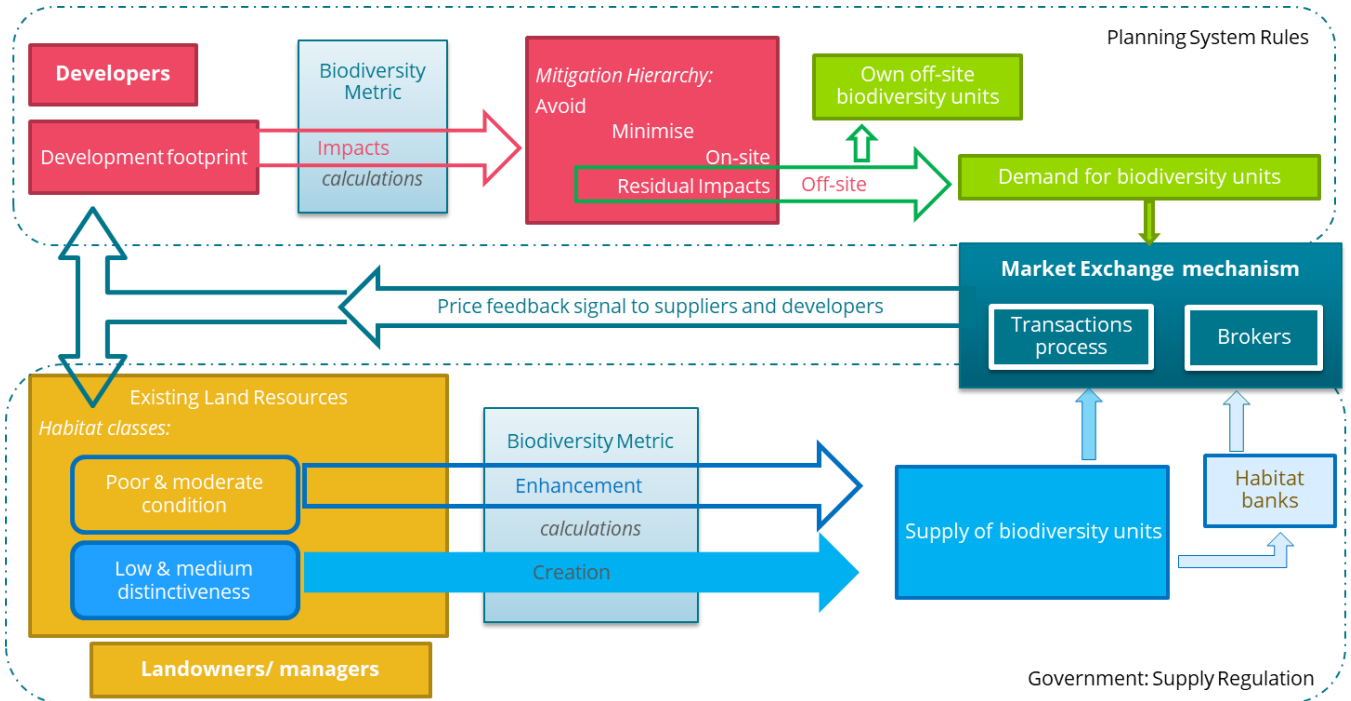 Planning System Rules
Developers
Development footprint
Biodiversity
Metric
Impacts
calculations
Mitigation Hierarchy:
Avoid
Minimise
On-site
Residual Impacts
Off-site
Own off-site
biodiversity units
Demand for biodiversity units
Market Exchange mechanism
Transactions
process
Brokers
Price feedback signal to suppliers and developers
Existing Land Resources
Habitat classes:
Poor & moderate
condition
Low & medium
distinctiveness
Landowners/ managers
Biodiversity Metric
Enhancement
calculations
Creation
Supply of biodiversity units
Habitat
banks
Government: Supply Regulation